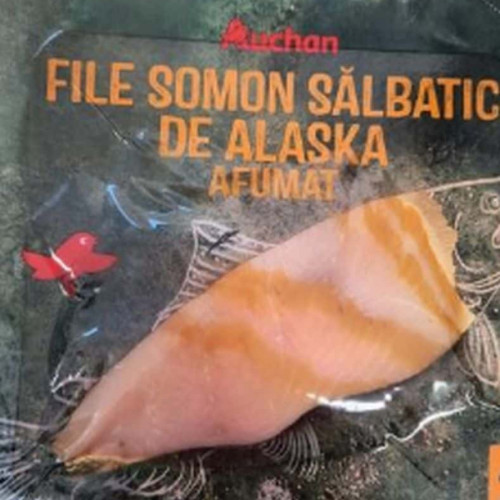 Auchan
FILE SOMON SĂLBATIC
DE ALASKA
AFUMAT